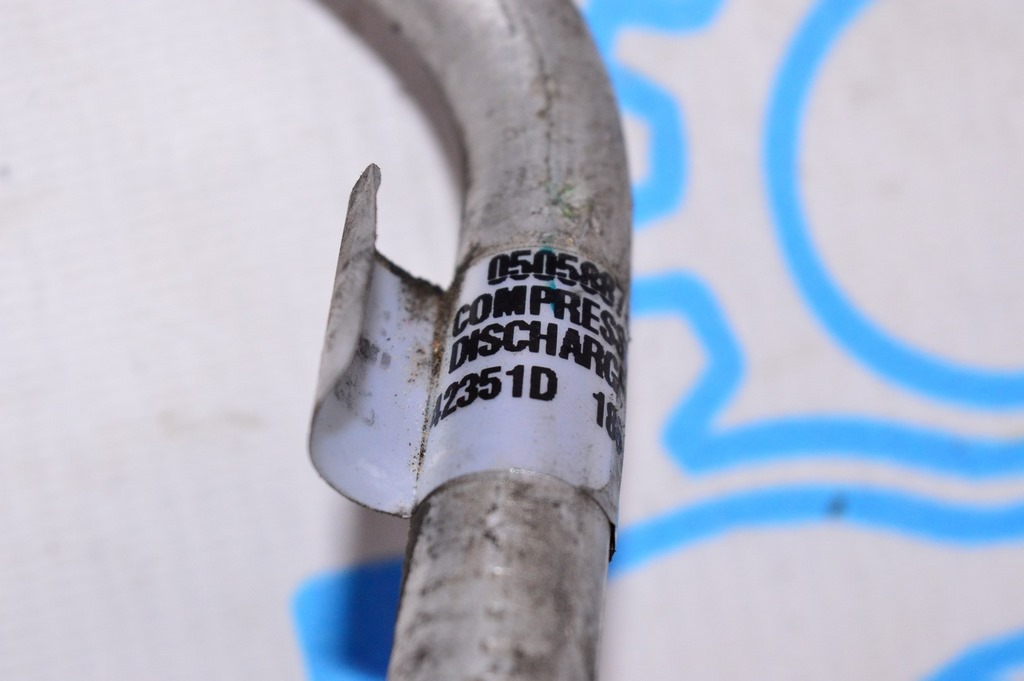 050588
COMPRESS
DISCHARG
A2351D 18